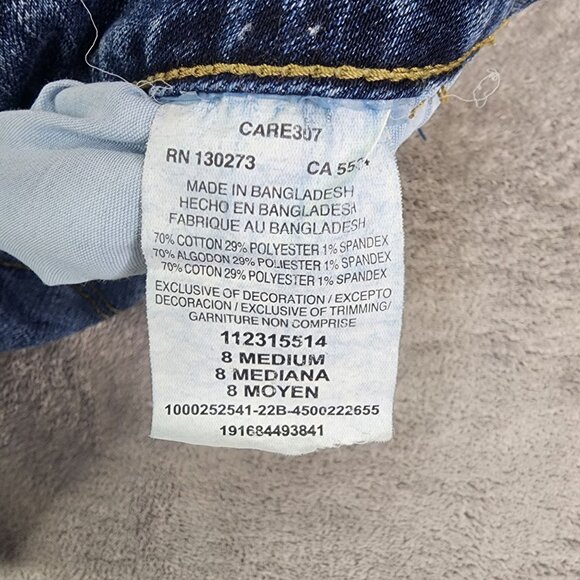 CARE307
RN 130273 CA
MADE IN BANGLADESH
HECHO EN BANGLADESH
FABRIQUE AU BANGLADESH
70% COTTON 29% POLYESTER 1% SPANDEX
70% ALGODON 29% POLIESTER 1% SPANDEX
70% COTON 29% POLYESTER 1% SPANDEX
EXCLUSIVE OF DECORATION / EXCEPTO
DECORACION / EXCLUSIVE OF TRIMMING/
GARNITURE NON COMPRISE
112315514
8 MEDIUM
8 MEDIANA
8 MOYEN
1000252541-22B-4500222655
191684493841